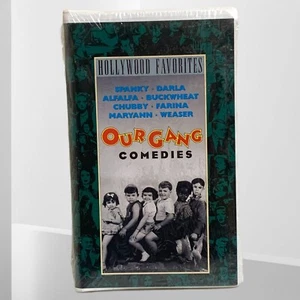 HOLLYWOOD FAVORITES
SPANKY · DARLA
ALFALFA · BUCKWHEAT
CHUBBY · FARINA
MARYANN · WEASER
OUR GANG
COMEDIES